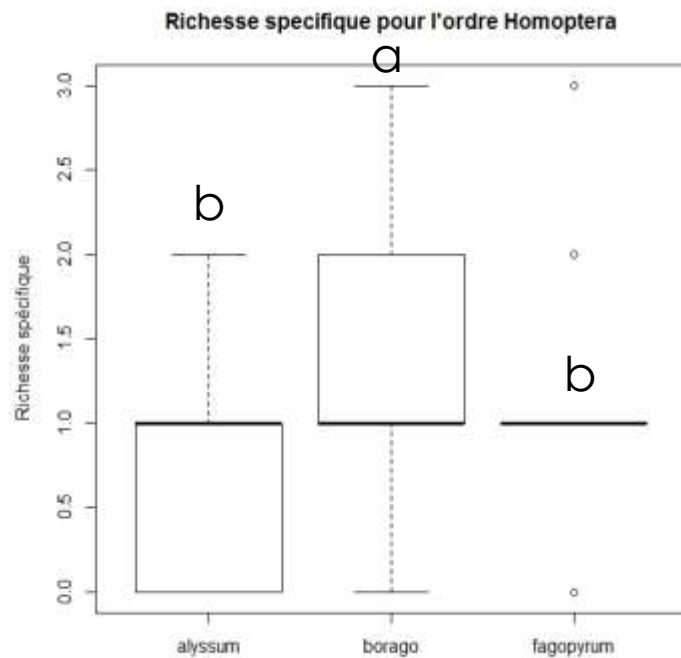 Richesse specifique pour l'ordre Homoptera
a
b
b
Richesse spécifique
3.0
2.5
2.0
1.5
1.0
0.5
0.0
alyssum borago fagopyrum